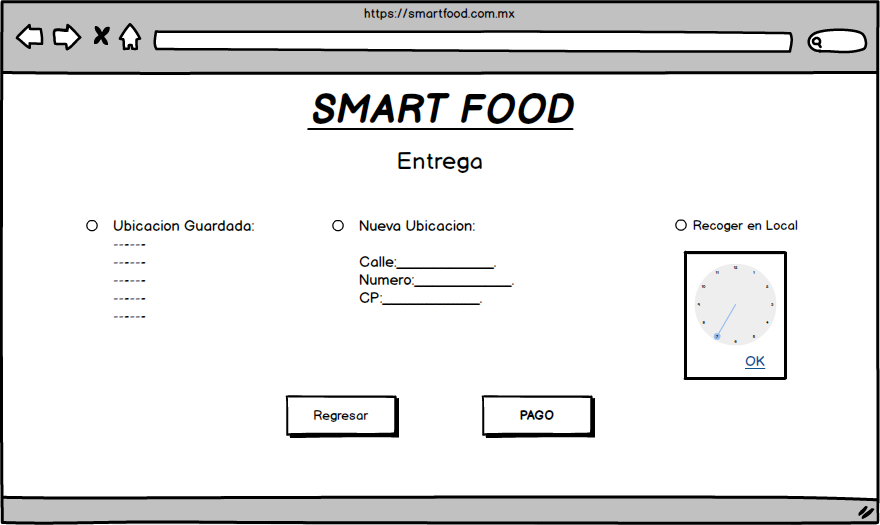 https://smartfood.com.mx
SMART FOOD
Entrega
Ubicacion Guardada:
------
------
------
------
------
Nueva Ubicacion:
Calle:____________.
Numero:____________.
CP:____________.
Recoger en Local
12
1
2
3
4
5
6
7
8
9
10
11
OK
Regresar
PAGO